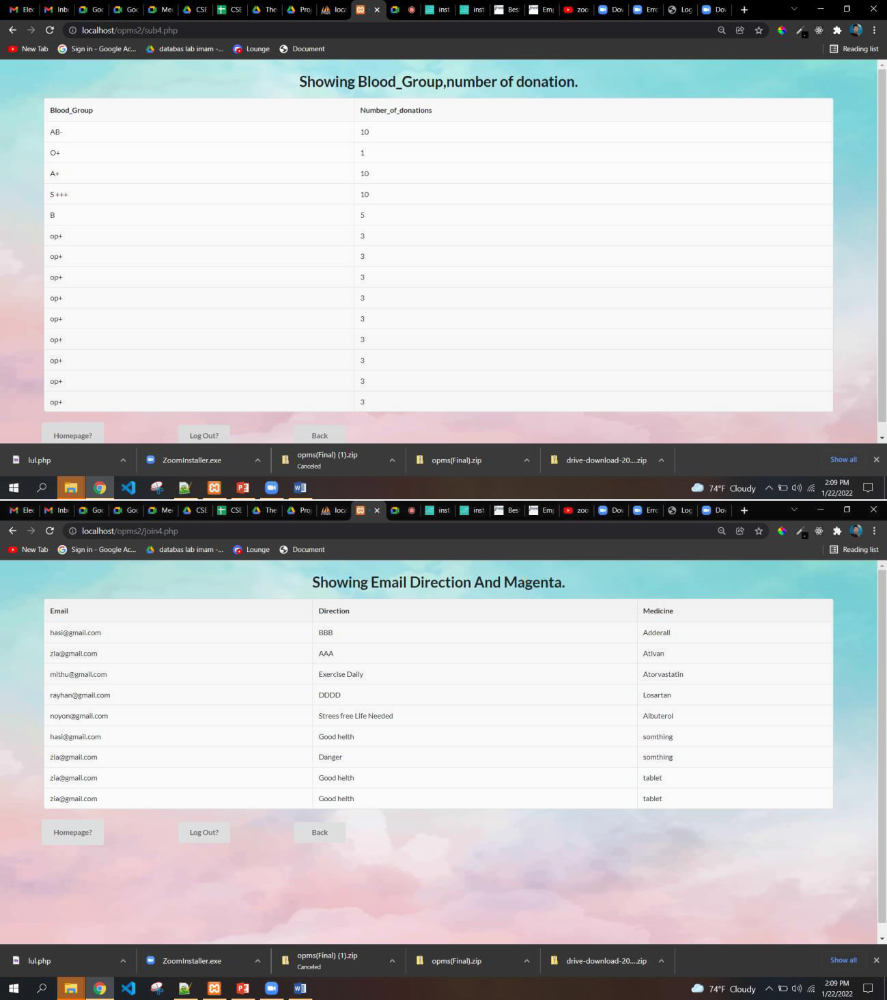 Elec Inb Goo Goo Me CSE CSE The Pro loca inst inst Bes Emp zoo Dov Erro Log Dov
localhost/opms2/sub4.php
New Tab Sign in - Google Ac... databas lab imam -... Lounge Document Reading list
Showing Blood_Group,number of donation.
Blood_Group Number_of_donations
AB- 10
O+ 1
A+ 10
S +++ 10
B 5
op+ 3
op+ 3
op+ 3
op+ 3
op+ 3
op+ 3
op+ 3
op+ 3
op+ 3
Homepage? Log Out? Back
lul.php ZoomInstaller.exe opms(Final) (1).zip opms(Final).zip drive-download-20....zip Show all
Canceled
74°F Cloudy 2:09 PM
1/22/2022
Elec Inb Goo Goo Me CSE CSE The Pro loca inst inst Bes Emp zoo Dov Erro Log Dov
localhost/opms2/join4.php
New Tab Sign in - Google Ac... databas lab imam -... Lounge Document Reading list
Showing Email Direction And Magenta.
Email Direction Medicine
hasi@gmail.com BBB Adderall
zia@gmail.com AAA Ativan
mithu@gmail.com Exercise Daily Atorvastatin
rayhan@gmail.com DDDD Losartan
noyon@gmail.com Strees free Life Needed Albuterol
hasi@gmail.com Good helth somthing
zia@gmail.com Danger somthing
zia@gmail.com Good helth tablet
zia@gmail.com Good helth tablet
Homepage? Log Out? Back
lul.php ZoomInstaller.exe opms(Final) (1).zip opms(Final).zip drive-download-20....zip Show all
Canceled
74°F Cloudy 2:09 PM
1/22/2022